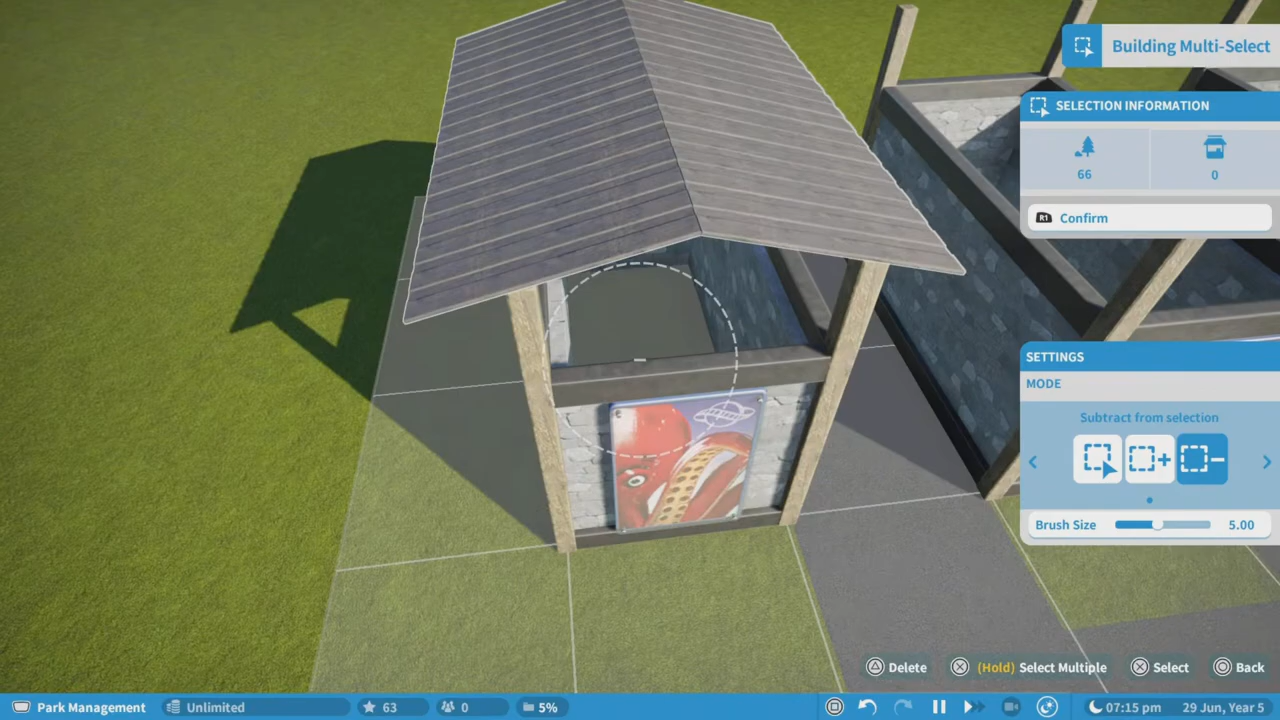 Building Multi-Select
SELECTION INFORMATION
66
0
R1 Confirm
SETTINGS
MODE
Subtract from selection
Brush Size 5.00
Delete (Hold) Select Multiple Select Back
Park Management Unlimited 63 0 5% 07:15 pm 29 Jun, Year 5